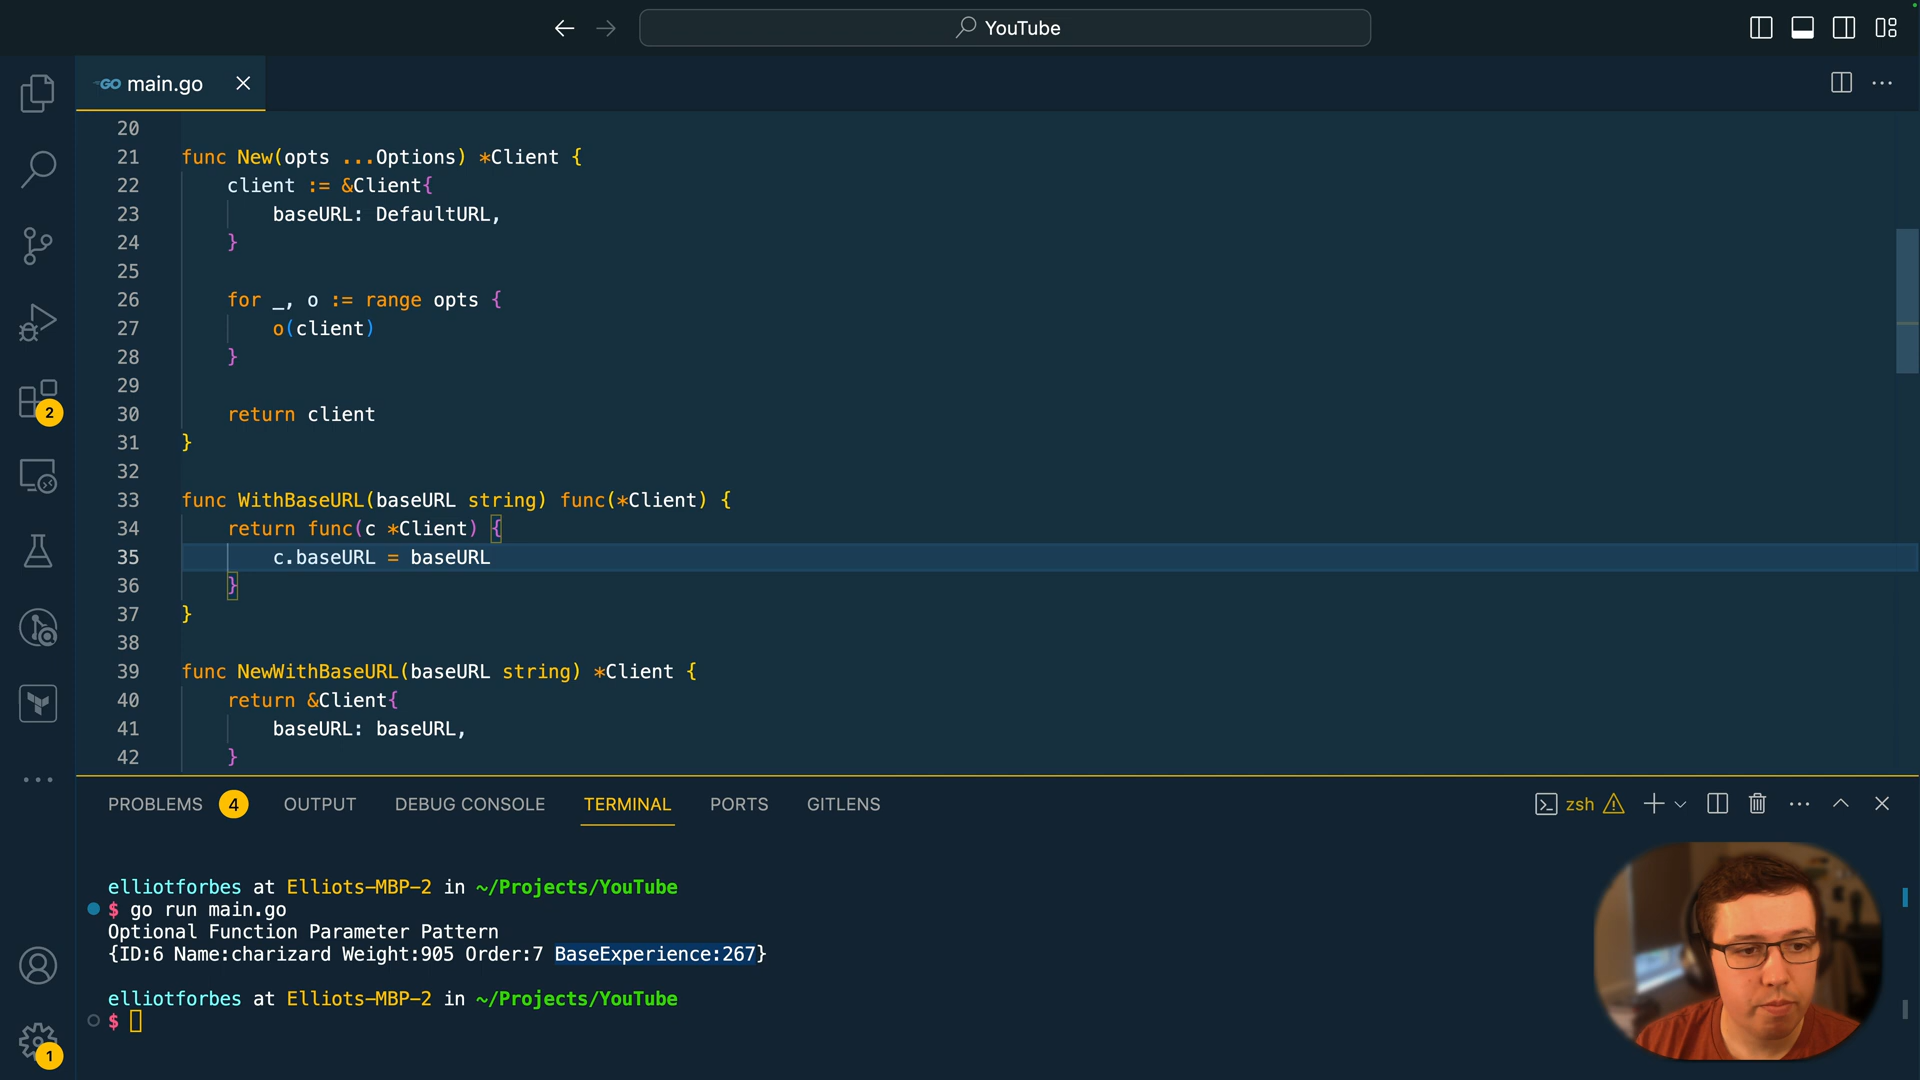 YouTube
GO main.go
20
21 func New(opts ...Options) *Client {
22 client := &Client{
23 baseURL: DefaultURL,
24 }
25
26 for _, o := range opts {
27 o(client)
28 }
29
30 return client
31 }
32
33 func WithBaseURL(baseURL string) func(*Client) {
34 return func(c *Client) {
35 c.baseURL = baseURL
36 }
37 }
38
39 func NewWithBaseURL(baseURL string) *Client {
40 return &Client{
41 baseURL: baseURL,
42 }
2
1
PROBLEMS 4 OUTPUT DEBUG CONSOLE TERMINAL PORTS GITLENS zsh
elliotforbes at Elliots-MBP-2 in ~/Projects/YouTube
$ go run main.go
Optional Function Parameter Pattern
{ID:6 Name:charizard Weight:905 Order:7 BaseExperience:267}
elliotforbes at Elliots-MBP-2 in ~/Projects/YouTube
$